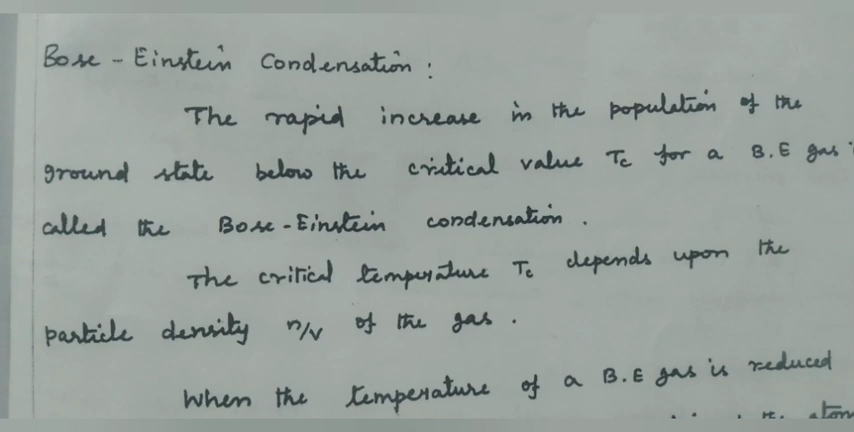 Bose - Einstein Condensation :
The rapid increase in the population of the
ground state below the critical value Tc for a B.E gas
called the Bose - Einstein condensation .
The critical temperature Tc depends upon the
particle density n/v of the gas .
When the temperature of a B.E gas is reduced